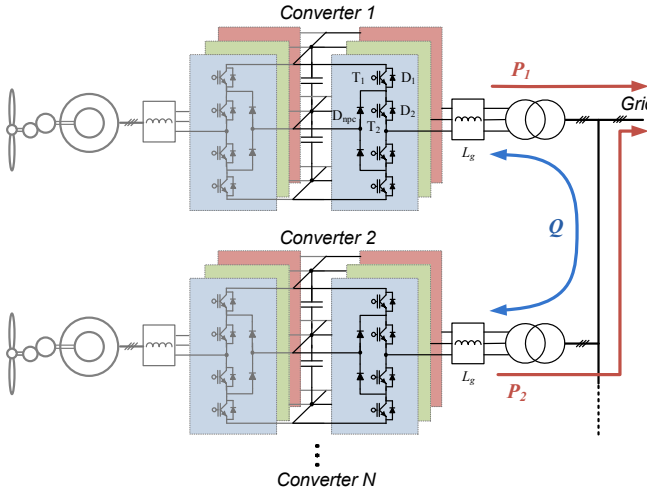 Converter 1
P1
T1
D1
Grid
Dnpc
T2
D2
Lg
Q
Converter 2
Lg
P2
Converter N